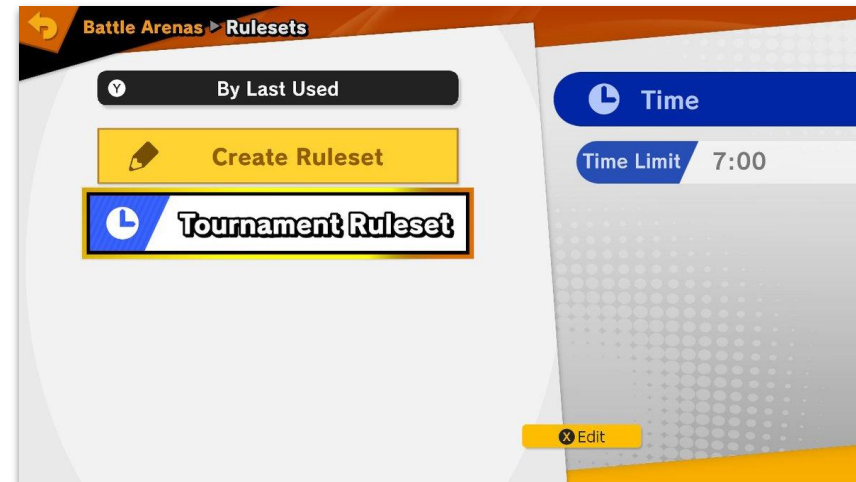 Battle Arenas ▶ Rulesets
Y By Last Used
Create Ruleset
Tournament Ruleset
Time
Time Limit 7:00
X Edit